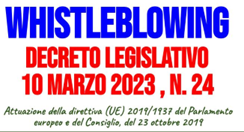 WHISTLEBLOWING
DECRETO LEGISLATIVO
10 MARZO 2023 , N. 24
Attuazione della direttiva (UE) 2019/1937 del Parlamento
europeo e del Consiglio, del 23 ottobre 2019